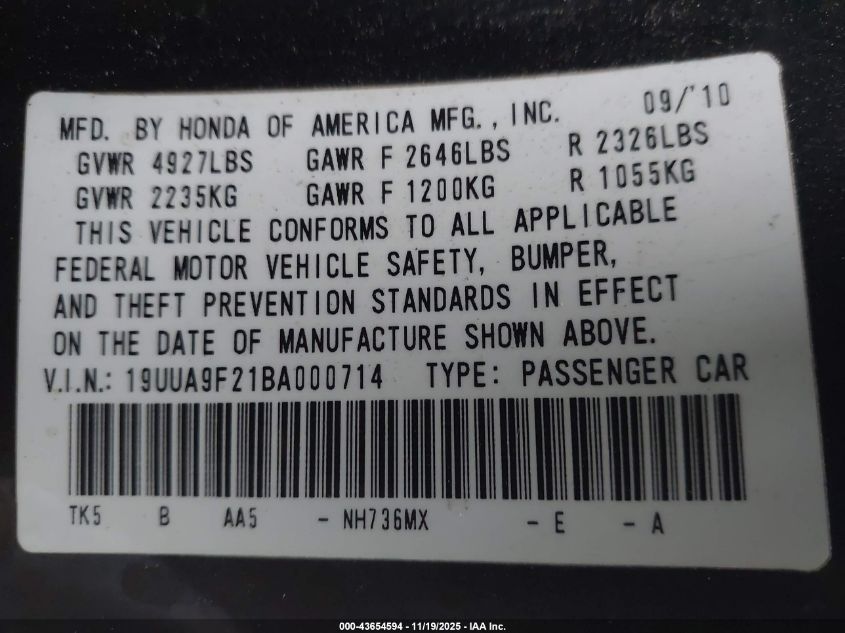 MFD. BY HONDA OF AMERICA MFG., INC. 09/'10
GVWR 4927LBS GAWR F 2646LBS R 2326LBS
GVWR 2235KG GAWR F 1200KG R 1055KG
THIS VEHICLE CONFORMS TO ALL APPLICABLE
FEDERAL MOTOR VEHICLE SAFETY, BUMPER,
AND THEFT PREVENTION STANDARDS IN EFFECT
ON THE DATE OF MANUFACTURE SHOWN ABOVE.
V.I.N.: 19UUA9F21BA000714 TYPE: PASSENGER CAR
TK5 B AA5 - NH736MX - E - A
000-43654594 - 11/19/2025 - IAA Inc.